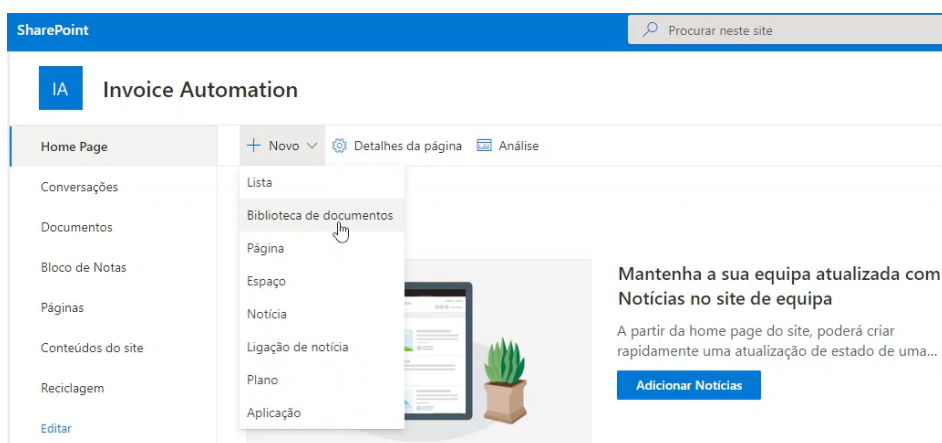 SharePoint
Procurar neste site
IA
Invoice Automation
Home Page
Conversações
Documentos
Bloco de Notas
Páginas
Conteúdos do site
Reciclagem
Editar
Novo
Detalhes da página
Análise
Lista
Biblioteca de documentos
Página
Espaço
Notícia
Ligação de notícia
Plano
Aplicação
Mantenha a sua equipa atualizada com
Notícias no site de equipa
A partir da home page do site, poderá criar
rapidamente uma atualização de estado de uma...
Adicionar Notícias